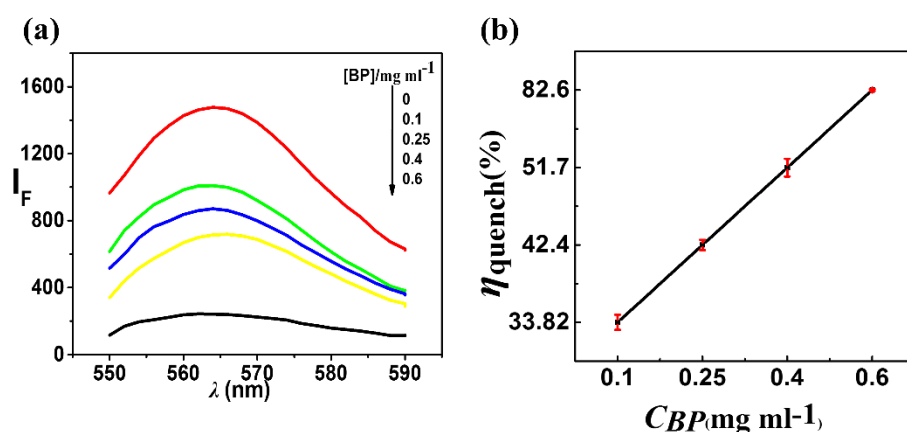 (a)
I_F
1600
1200
800
400
0
[BP]/mg ml-1
0
0.1
0.25
0.4
0.6
550 560 570 580 590
λ (nm)
(b)
ηquench(%)
82.6
51.7
42.4
33.82
0.1 0.25 0.4 0.6
CBP(mg ml-1)